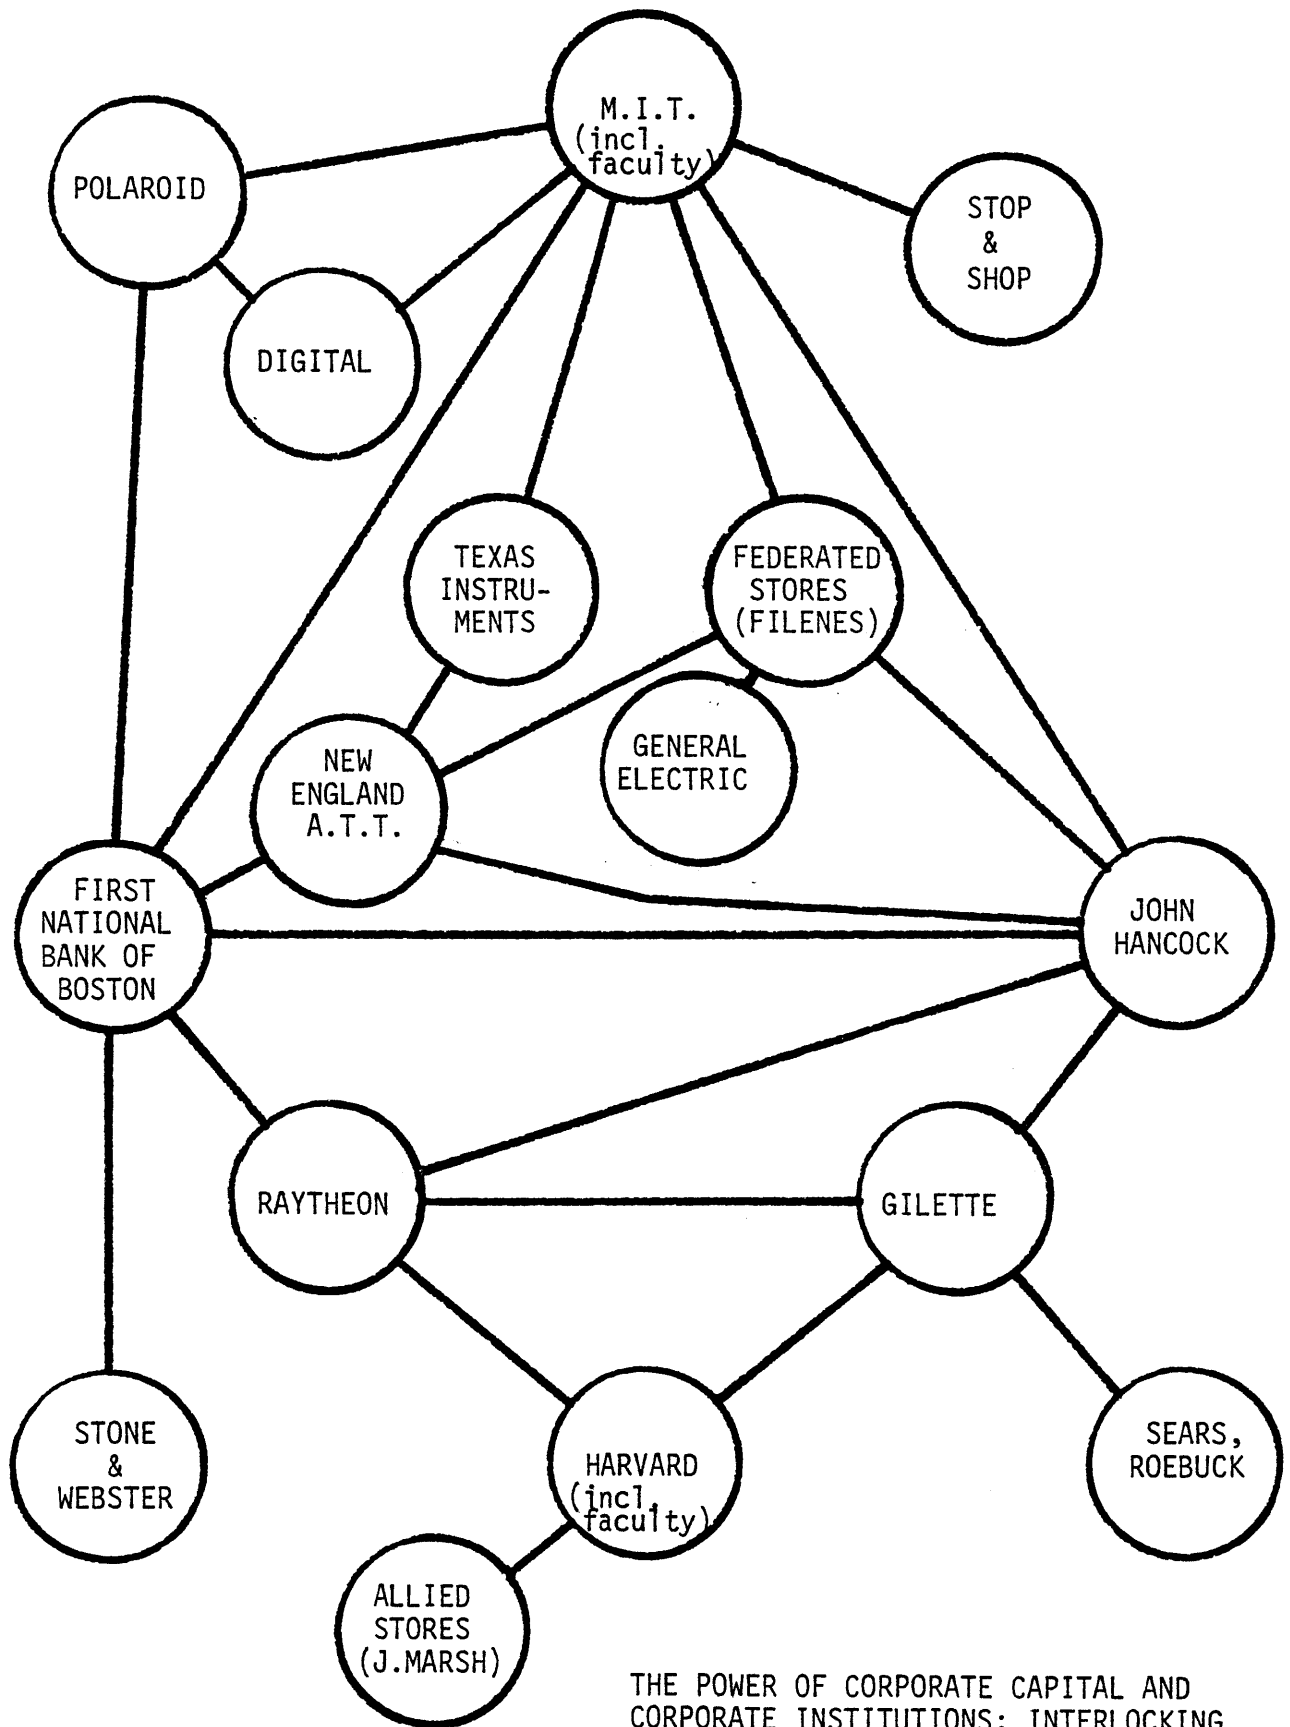 M.I.T.
(incl.
faculty)
POLAROID
STOP
&
SHOP
DIGITAL
TEXAS
INSTRU-
MENTS
FEDERATED
STORES
(FILENES)
NEW
ENGLAND
A.T.T.
GENERAL
ELECTRIC
FIRST
NATIONAL
BANK OF
BOSTON
JOHN
HANCOCK
RAYTHEON
GILETTE
STONE
&
WEBSTER
HARVARD
(incl.
faculty)
SEARS,
ROEBUCK
ALLIED
STORES
(J.MARSH)
THE POWER OF CORPORATE CAPITAL AND
CORPORATE INSTITUTIONS: INTERLOCKING